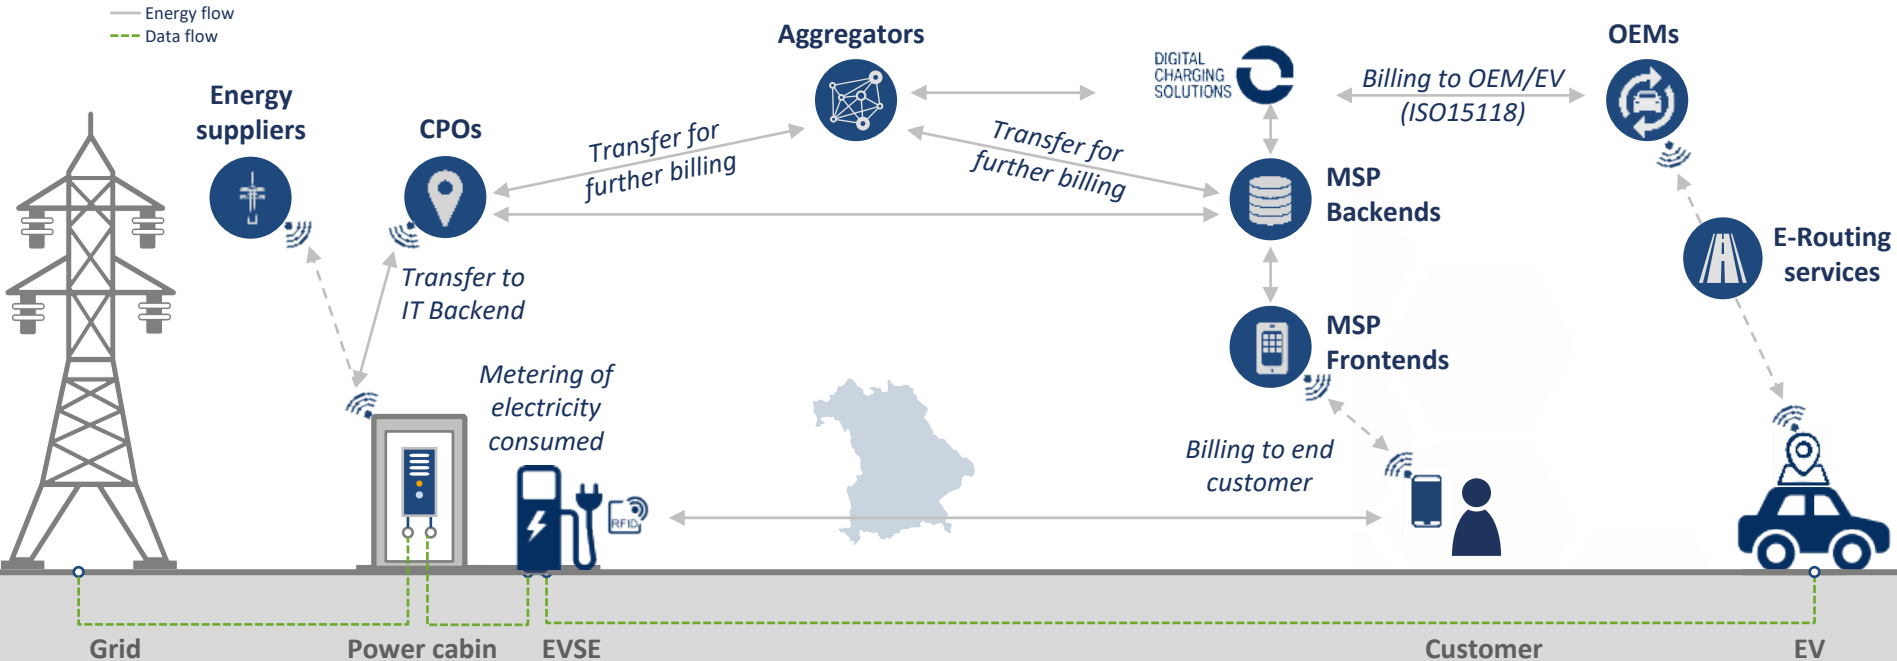 Energy flow
Data flow
Aggregators
OEMs
DIGITAL
CHARGING
SOLUTIONS
Billing to OEM/EV
(ISO15118)
Energy
suppliers
CPOs
Transfer for
further billing
Transfer for
further billing
MSP
Backends
E-Routing
services
Transfer to
IT Backend
MSP
Frontends
Metering of
electricity
consumed
Billing to end
customer
RFID
Grid
Power cabin
EVSE
Customer
EV